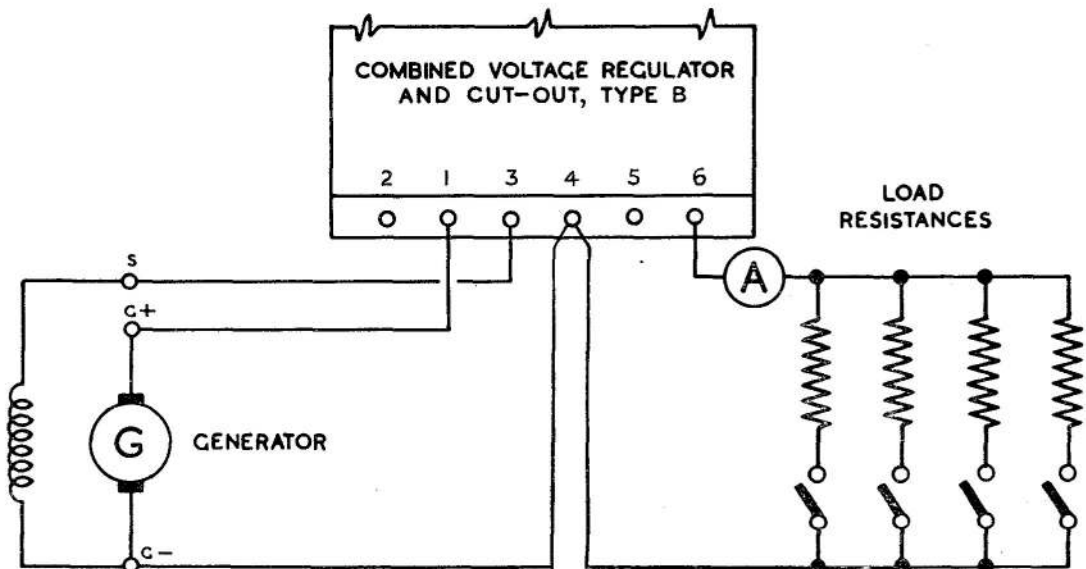 COMBINED VOLTAGE REGULATOR
AND CUT-OUT, TYPE B
2 1 3 4 5 6
LOAD
RESISTANCES
S
A
G+
G
GENERATOR
G-